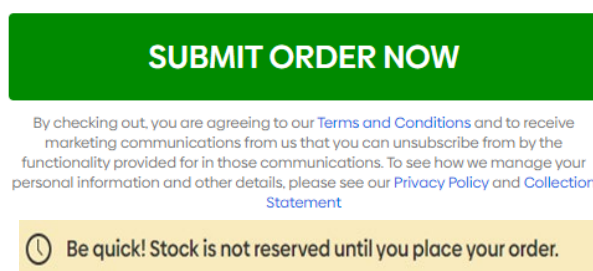 SUBMIT ORDER NOW
By checking out, you are agreeing to our Terms and Conditions and to receive
marketing communications from us that you can unsubscribe from by the
functionality provided for in those communications. To see how we manage your
personal information and other details, please see our Privacy Policy and Collection
Statement
Be quick! Stock is not reserved until you place your order.